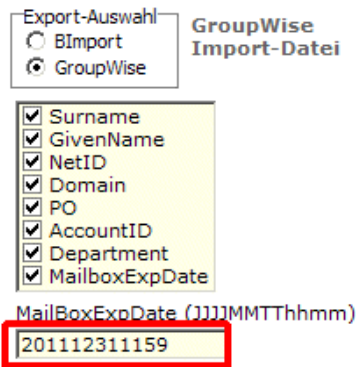 Export-Auswahl
BImport
GroupWise
GroupWise
Import-Datei
Surname
GivenName
NetID
Domain
PO
AccountID
Department
MailboxExpDate
MailBoxExpDate (JJJJMMTThhmm)
201112311159